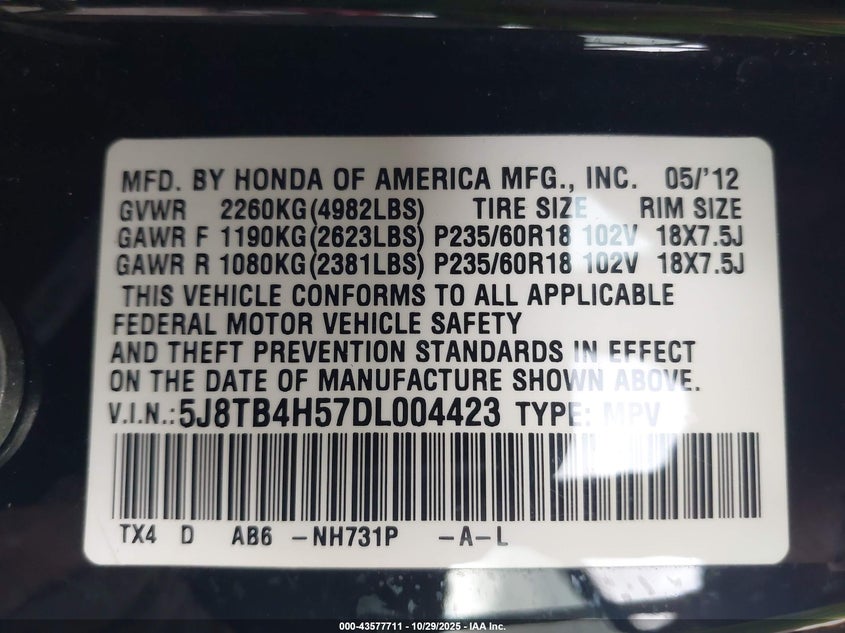 MFD. BY HONDA OF AMERICA MFG., INC. 05/'12
GVWR 2260KG(4982LBS) TIRE SIZE RIM SIZE
GAWR F 1190KG(2623LBS) P235/60R18 102V 18X7.5J
GAWR R 1080KG(2381LBS) P235/60R18 102V 18X7.5J
THIS VEHICLE CONFORMS TO ALL APPLICABLE
FEDERAL MOTOR VEHICLE SAFETY
AND THEFT PREVENTION STANDARDS IN EFFECT
ON THE DATE OF MANUFACTURE SHOWN ABOVE.
V.I.N.: 5J8TB4H57DL004423 TYPE: MPV
TX4 D AB6 -NH731P -A-L
000-43577711 - 10/29/2025 - IAA Inc.